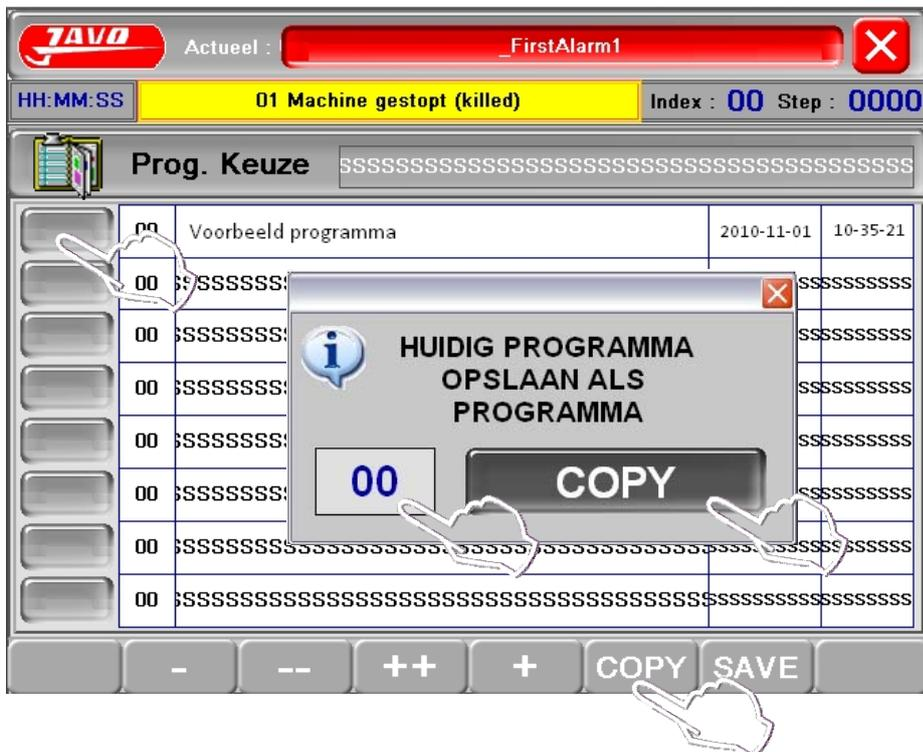 JAVO
Actueel :
_FirstAlarm1
HH:MM:SS
01 Machine gestopt (killed)
Index : 00 Step : 0000
Prog. Keuze
Voorbeeld programma 2010-11-01 10-35-21
00
00
00
00
00
00
00
HUIDIG PROGRAMMA
OPSLAAN ALS
PROGRAMMA
00 COPY
- -- ++ + COPY SAVE